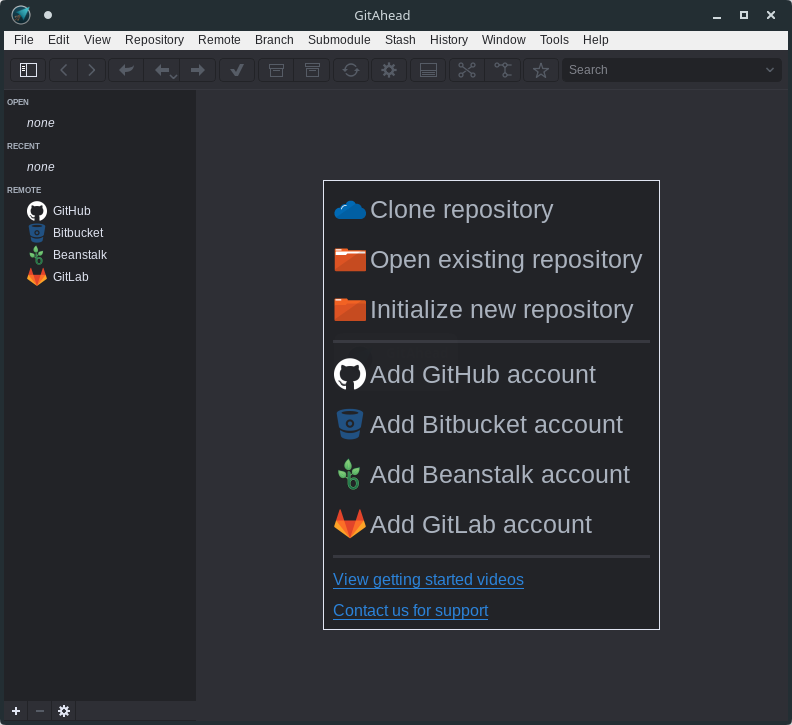 GitAhead
File Edit View Repository Remote Branch Submodule Stash History Window Tools Help
Search
OPEN
none
RECENT
none
REMOTE
GitHub
Bitbucket
Beanstalk
GitLab
Clone repository
Open existing repository
Initialize new repository
Add GitHub account
Add Bitbucket account
Add Beanstalk account
Add GitLab account
View getting started videos
Contact us for support